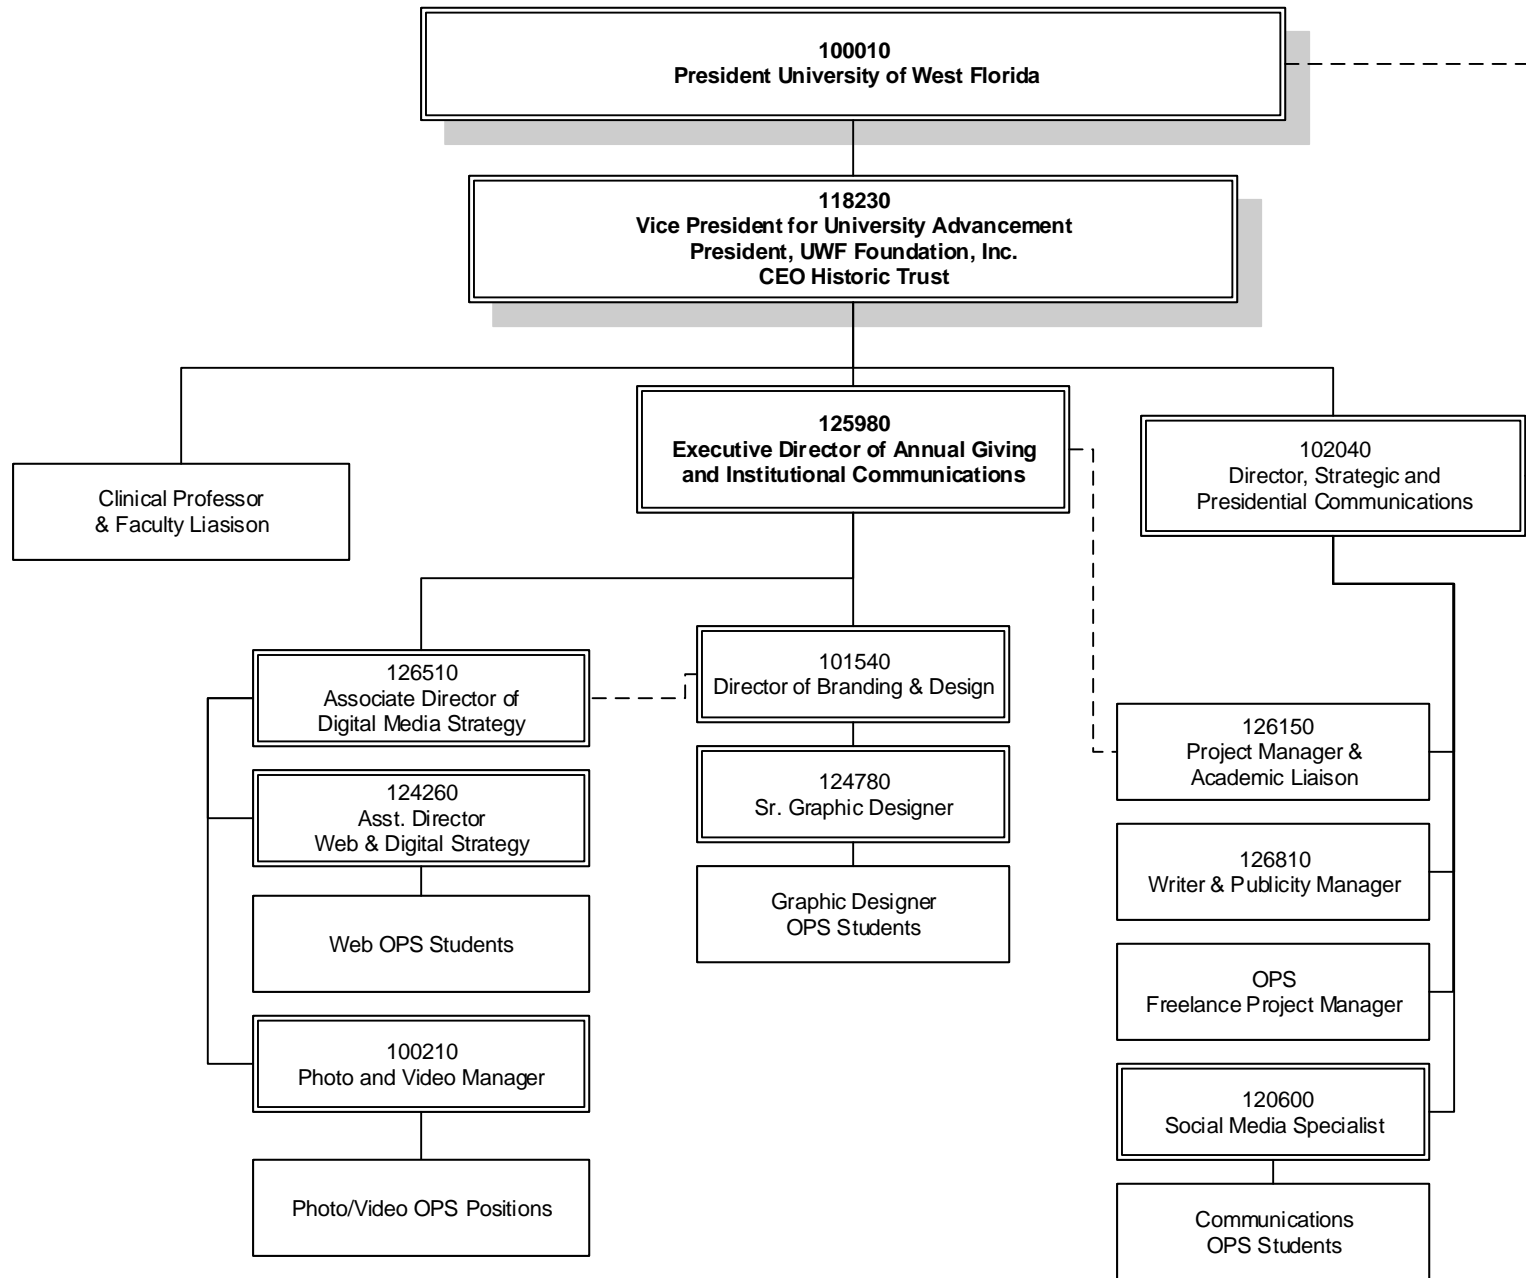 100010
President University of West Florida
118230
Vice President for University Advancement
President, UWF Foundation, Inc.
CEO Historic Trust
125980
Executive Director of Annual Giving
and Institutional Communications
102040
Director, Strategic and
Presidential Communications
Clinical Professor
& Faculty Liasison
126510
Associate Director of
Digital Media Strategy
101540
Director of Branding & Design
126150
Project Manager &
Academic Liaison
124260
Asst. Director
Web & Digital Strategy
124780
Sr. Graphic Designer
126810
Writer & Publicity Manager
Web OPS Students
Graphic Designer
OPS Students
OPS
Freelance Project Manager
100210
Photo and Video Manager
120600
Social Media Specialist
Photo/Video OPS Positions
Communications
OPS Students